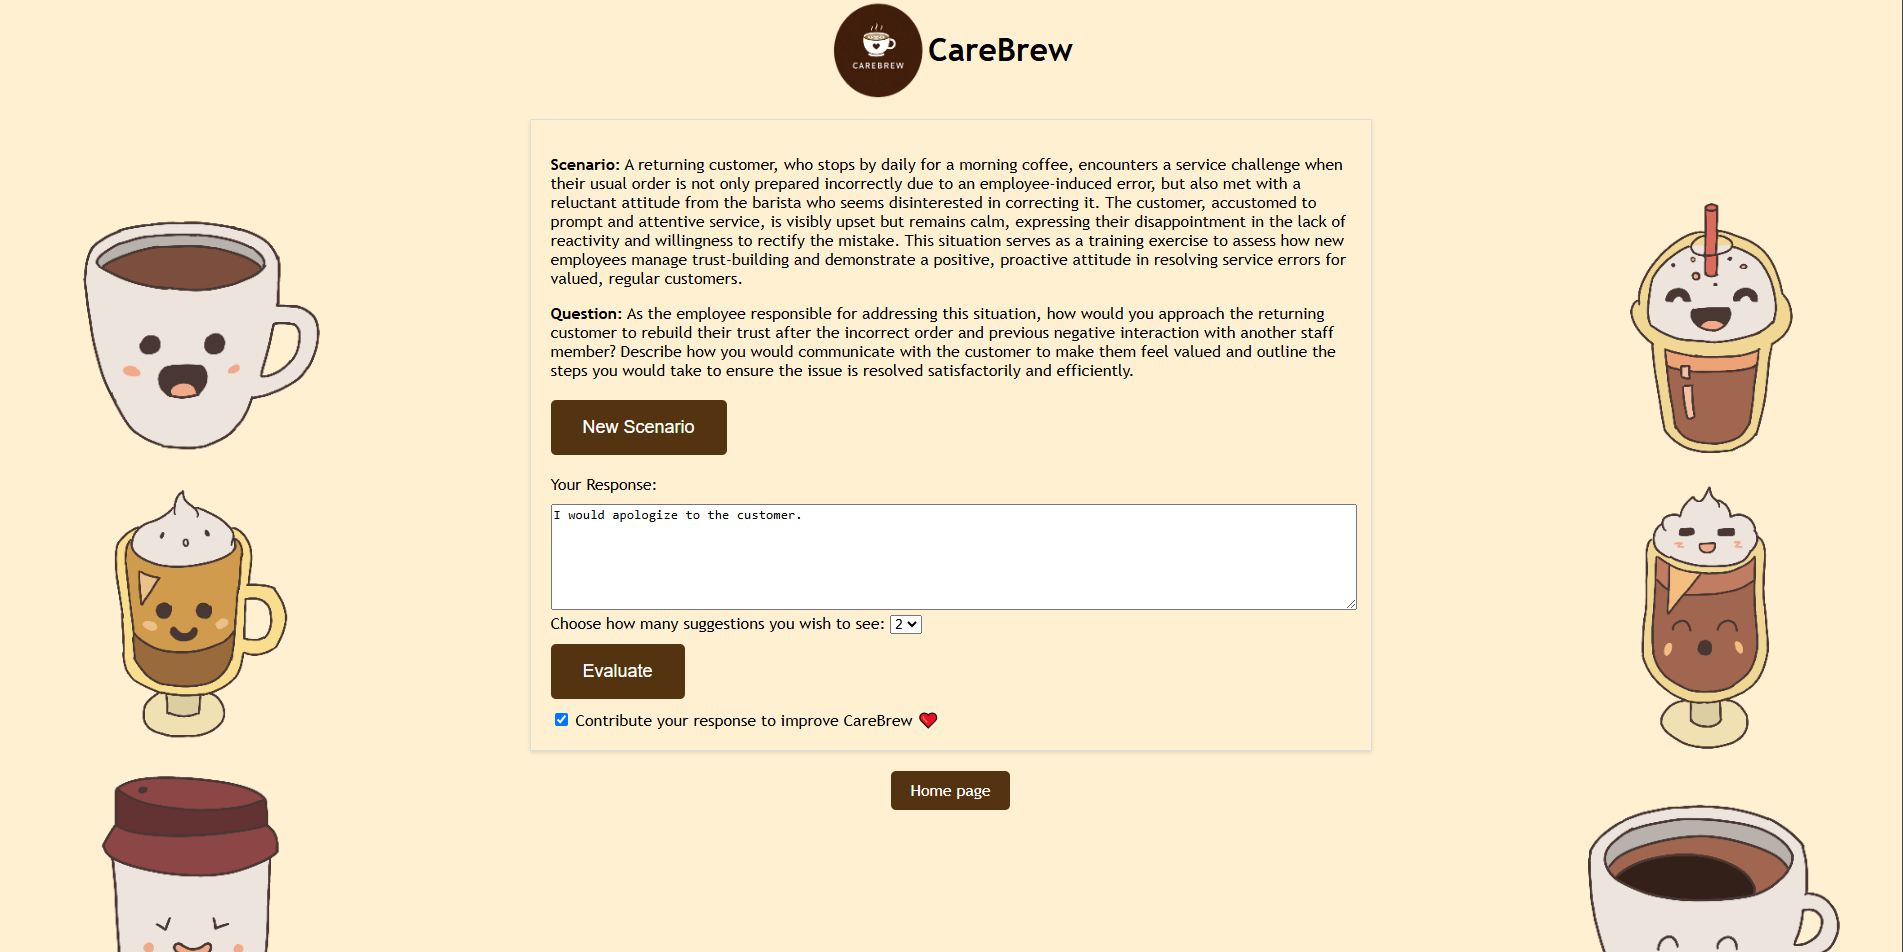 CAREBREW
CareBrew
Scenario: A returning customer, who stops by daily for a morning coffee, encounters a service challenge when
their usual order is not only prepared incorrectly due to an employee-induced error, but also met with a
reluctant attitude from the barista who seems disinterested in correcting it. The customer, accustomed to
prompt and attentive service, is visibly upset but remains calm, expressing their disappointment in the lack of
reactivity and willingness to rectify the mistake. This situation serves as a training exercise to assess how new
employees manage trust-building and demonstrate a positive, proactive attitude in resolving service errors for
valued, regular customers.
Question: As the employee responsible for addressing this situation, how would you approach the returning
customer to rebuild their trust after the incorrect order and previous negative interaction with another staff
member? Describe how you would communicate with the customer to make them feel valued and outline the
steps you would take to ensure the issue is resolved satisfactorily and efficiently.
New Scenario
Your Response:
I would apologize to the customer.
Choose how many suggestions you wish to see: 2
Evaluate
Contribute your response to improve CareBrew ❤
Home page